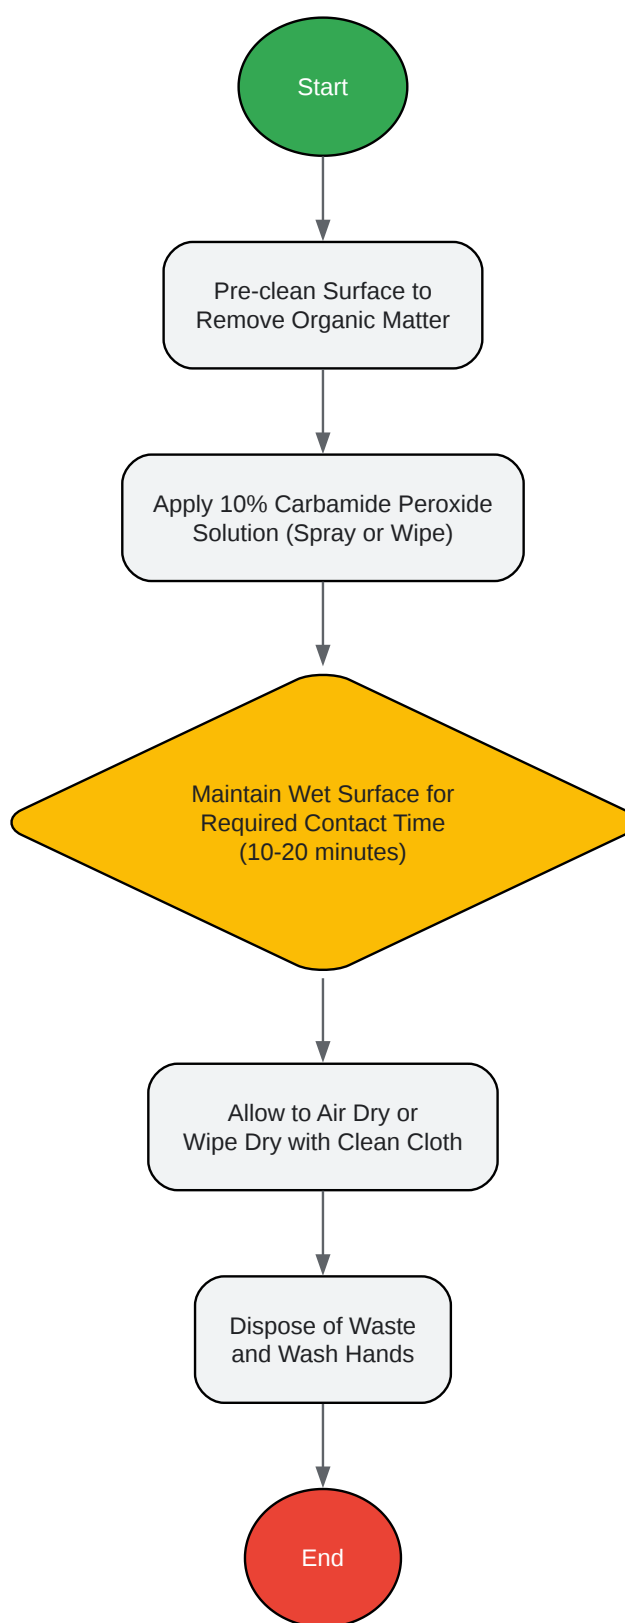 Start
Pre-clean Surface to
Remove Organic Matter
Apply 10% Carbamide Peroxide
Solution (Spray or Wipe)
Maintain Wet Surface for
Required Contact Time
(10-20 minutes)
Allow to Air Dry or
Wipe Dry with Clean Cloth
Dispose of Waste
and Wash Hands
End